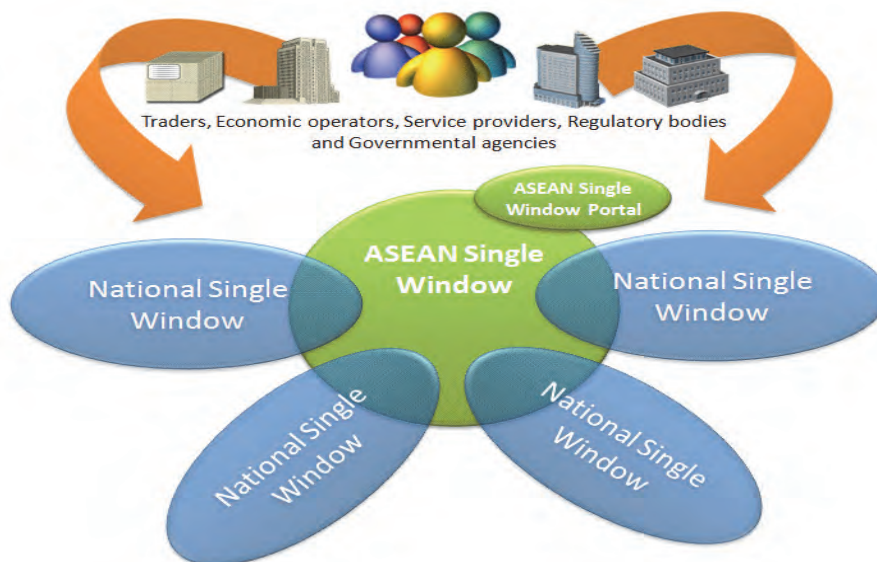 Traders, Economic operators, Service providers, Regulatory bodies
and Governmental agencies
ASEAN Single
Window Portal
ASEAN Single
Window
National Single
Window
National Single
Window
National Single
Window
National Single
Window